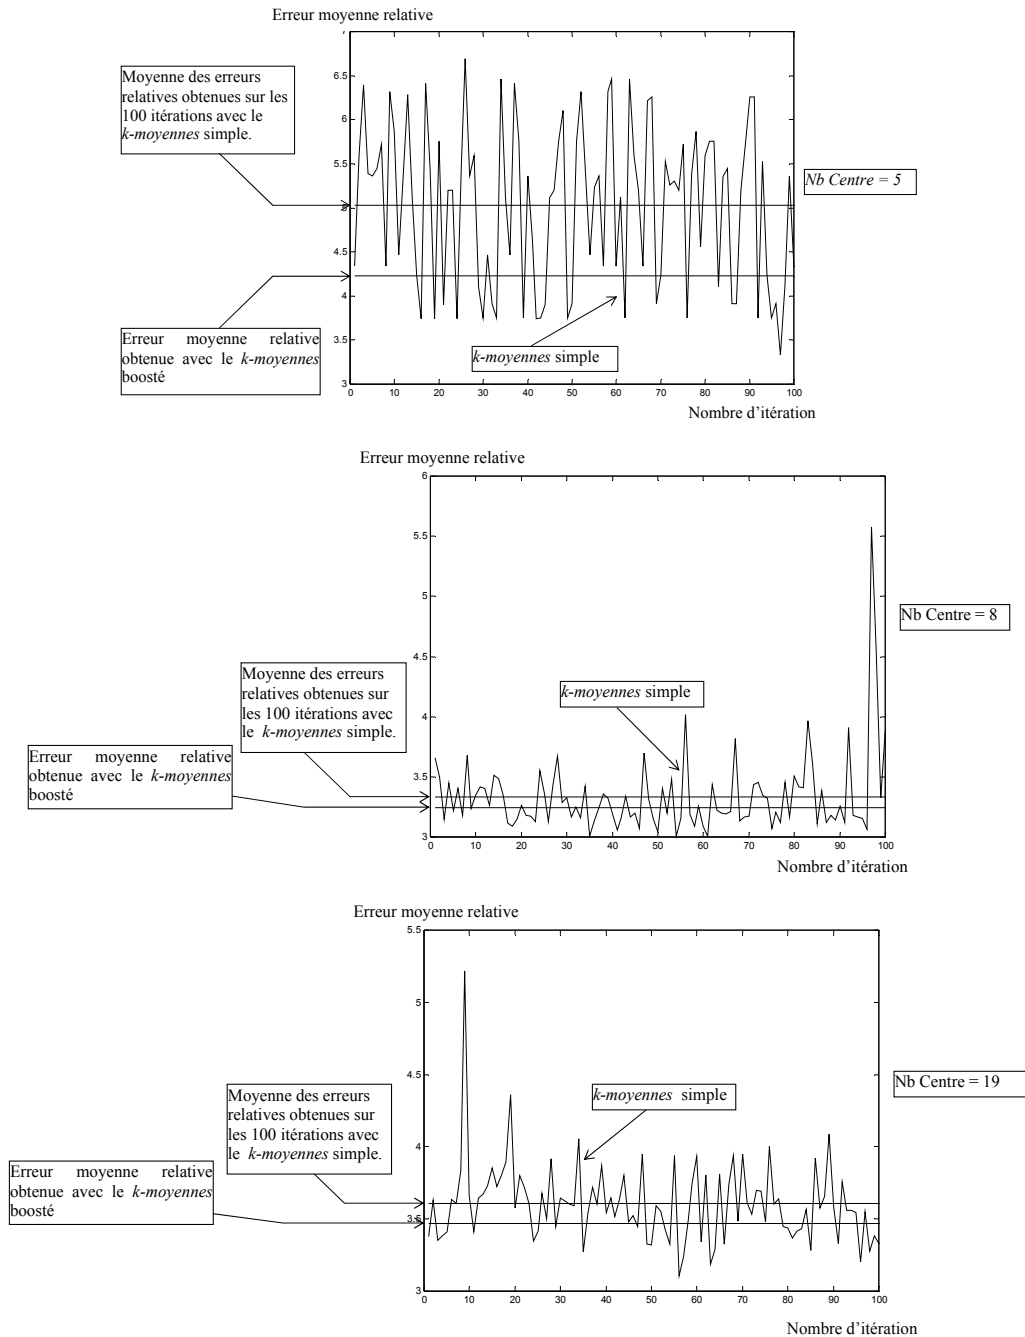 Erreur moyenne relative
7
6.5
6
5.5
5
4.5
4
3.5
3
0 10 20 30 40 50 60 70 80 90 100
Moyenne des erreurs
relatives obtenues sur les
100 itérations avec le
k-moyennes simple.
Nb Centre = 5
Erreur moyenne relative
obtenue avec le k-moyennes
boosté
k-moyennes simple
Nombre d'itération
Erreur moyenne relative
6
5.5
5
4.5
4
3.5
3
0 10 20 30 40 50 60 70 80 90 100
Nb Centre = 8
Moyenne des erreurs
relatives obtenues sur
les 100 itérations avec
le k-moyennes simple.
k-moyennes simple
Erreur moyenne relative
obtenue avec le k-moyennes
boosté
Nombre d'itération
Erreur moyenne relative
5.5
5
4.5
4
3.5
3
0 10 20 30 40 50 60 70 80 90 100
Nb Centre = 19
Moyenne des erreurs
relatives obtenues sur
les 100 itérations avec
le k-moyennes simple.
k-moyennes simple
Erreur moyenne relative
obtenue avec le k-moyennes
boosté
Nombre d'itération